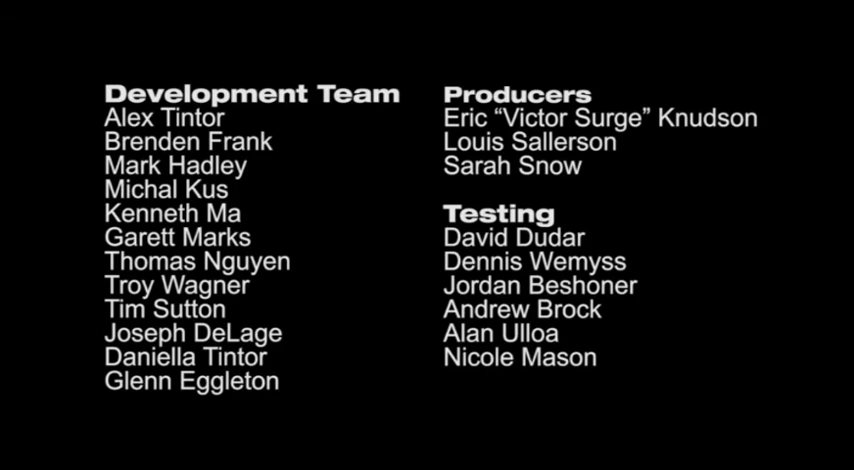 Development Team
Alex Tintor
Brenden Frank
Mark Hadley
Michal Kus
Kenneth Ma
Garett Marks
Thomas Nguyen
Troy Wagner
Tim Sutton
Joseph DeLage
Daniella Tintor
Glenn Eggleton
Producers
Eric “Victor Surge” Knudson
Louis Sallerson
Sarah Snow
Testing
David Dudar
Dennis Wemyss
Jordan Beshoner
Andrew Brock
Alan Ulloa
Nicole Mason